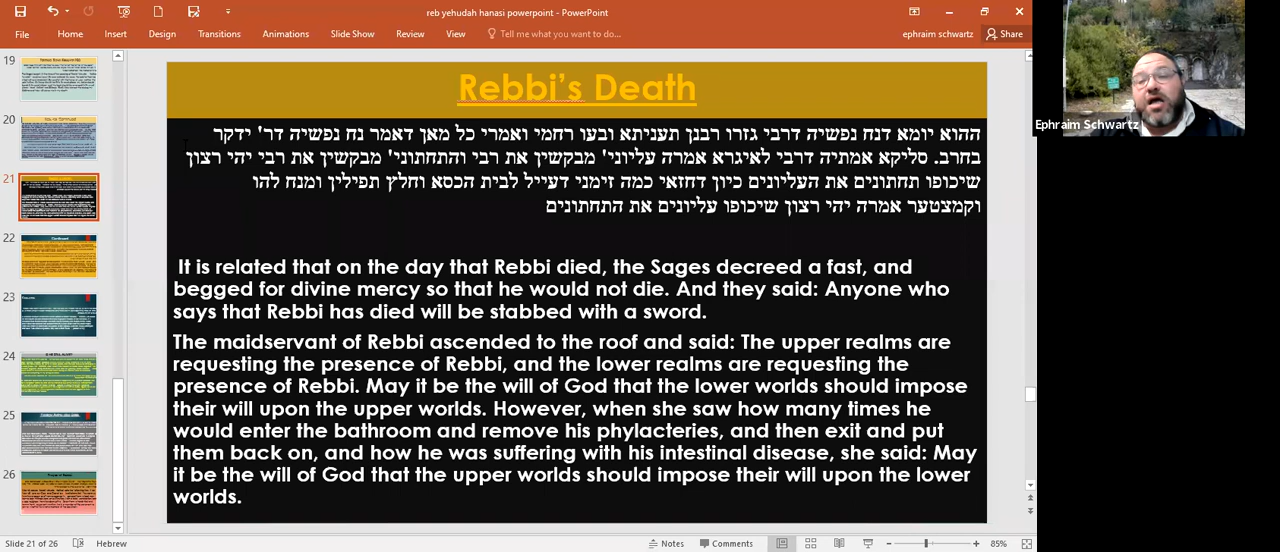 reb yehudah hanasi powerpoint - PowerPoint
File Home Insert Design Transitions Animations Slide Show Review View Tell me what you want to do... ephraim schwartz Share
19
20
21
22
23
24
25
26
Rebbi's Death
ההוא יומא דנח נפשיה דרבי גזרו רבנן תעניתא ובעו רחמי ואמרי כל מאן דאמר נח נפשיה דר' ידקר
בחרב. סליקא אמתיה דרבי לאיגרא אמרה עליוני' מבקשין את רבי והתחתוני' מבקשין את רבי יהי רצון
שיכופו תחתונים את העליונים כיון דחזאי כמה זימני דעייל לבית הכסא וחלץ תפילין ומנח להו
וקמצטער אמרה יהי רצון שיכופו עליונים את התחתונים
It is related that on the day that Rebbi died, the Sages decreed a fast, and
begged for divine mercy so that he would not die. And they said: Anyone who
says that Rebbi has died will be stabbed with a sword.
The maidservant of Rebbi ascended to the roof and said: The upper realms are
requesting the presence of Rebbi, and the lower realms are requesting the
presence of Rebbi. May it be the will of God that the lower worlds should impose
their will upon the upper worlds. However, when she saw how many times he
would enter the bathroom and remove his phylacteries, and then exit and put
them back on, and how he was suffering with his intestinal disease, she said: May
it be the will of God that the upper worlds should impose their will upon the lower
worlds.
Ephraim Schwartz
Slide 21 of 26 Hebrew Notes Comments 85%